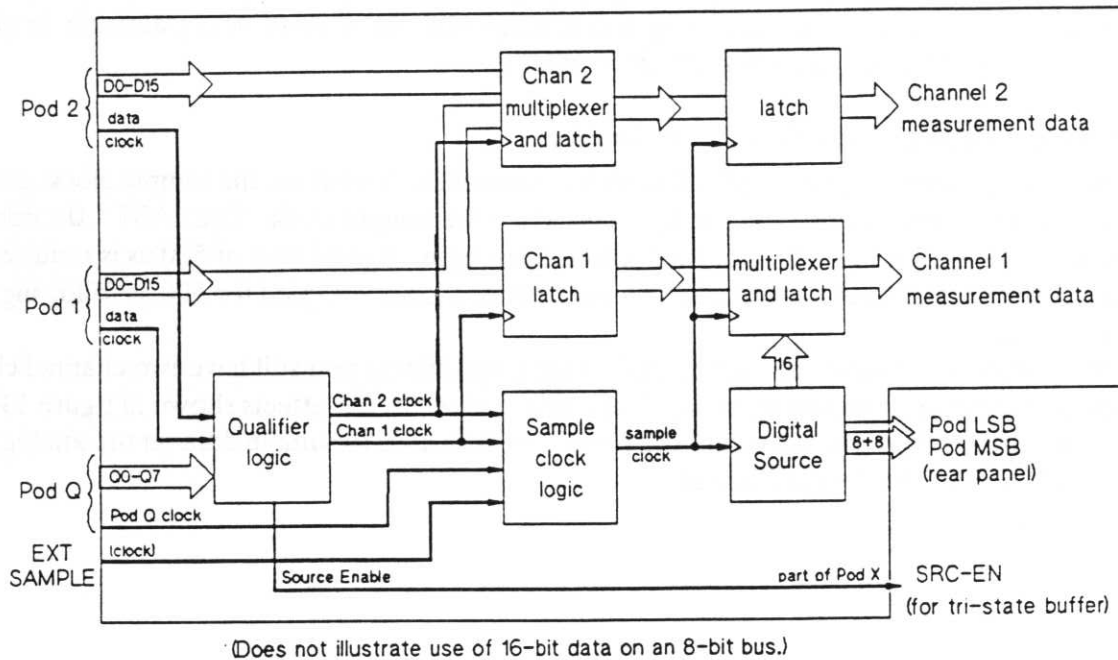 Pod 2
D0-D15
data
clock
Chan 2
multiplexer
and latch
latch
Channel 2
measurement data
Pod 1
D0-D15
data
clock
Chan 1
latch
multiplexer
and latch
Channel 1
measurement data
16
Qualifier
logic
Chan 2 clock
Chan 1 clock
Sample
clock
logic
sample
clock
Digital
Source
8+8
Pod LSB
Pod MSB
(rear panel)
Pod Q
Q0-Q7
Pod Q clock
EXT
SAMPLE
(clock)
Source Enable
part of Pod X
SRC-EN
(for tri-state buffer)
(Does not illustrate use of 16-bit data on an 8-bit bus.)